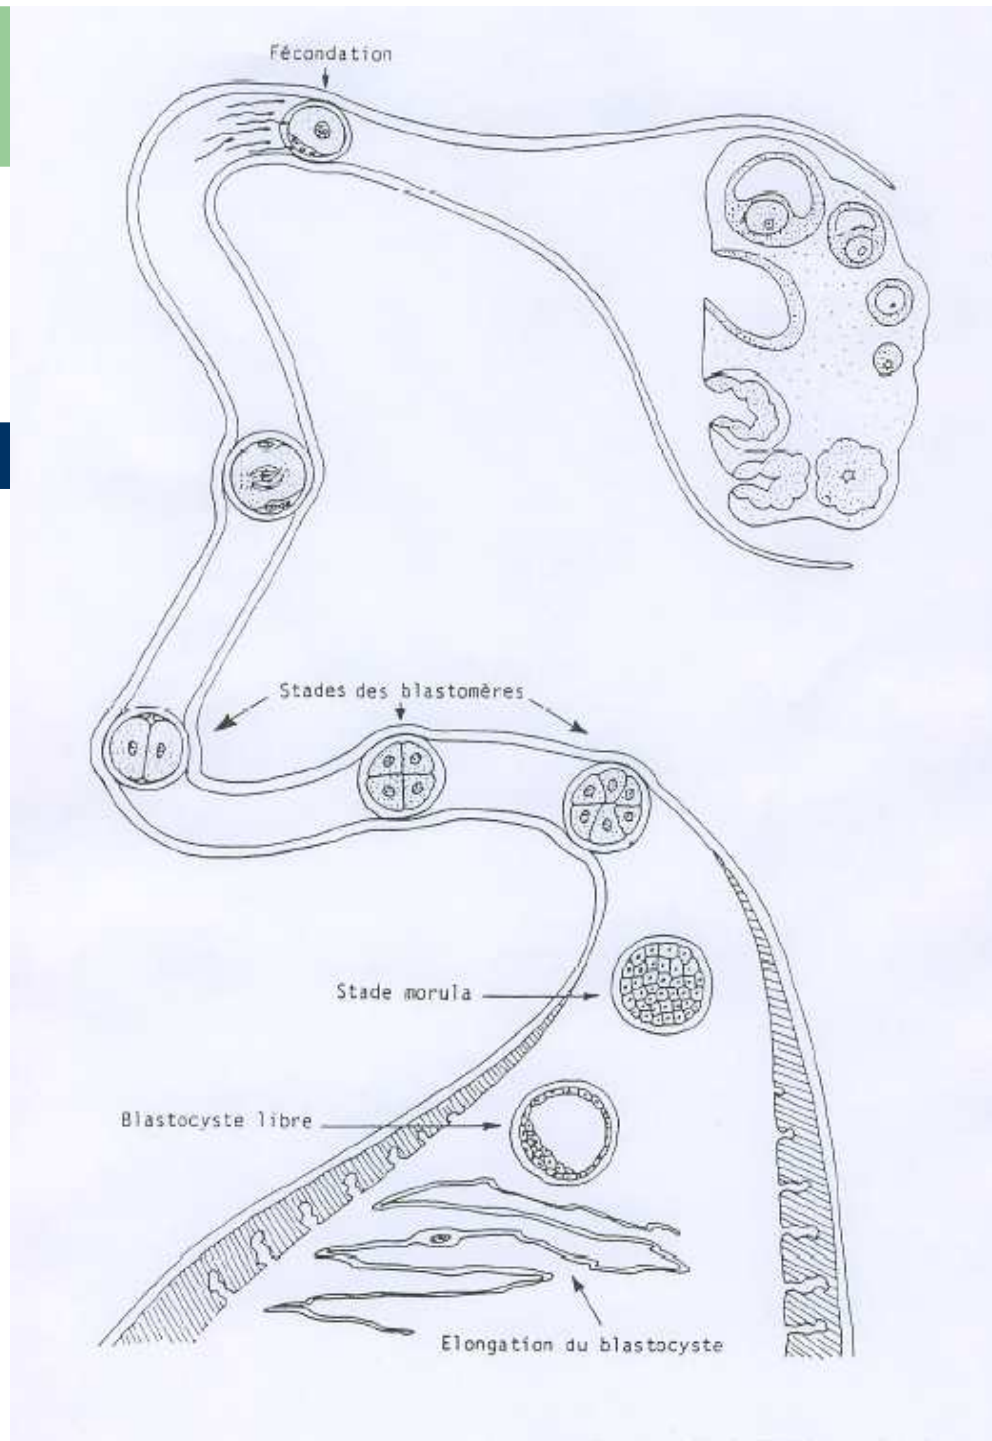 Fécondation
Stades des blastomères
Stade morula
Blastocyste libre
Elongation du blastocyste